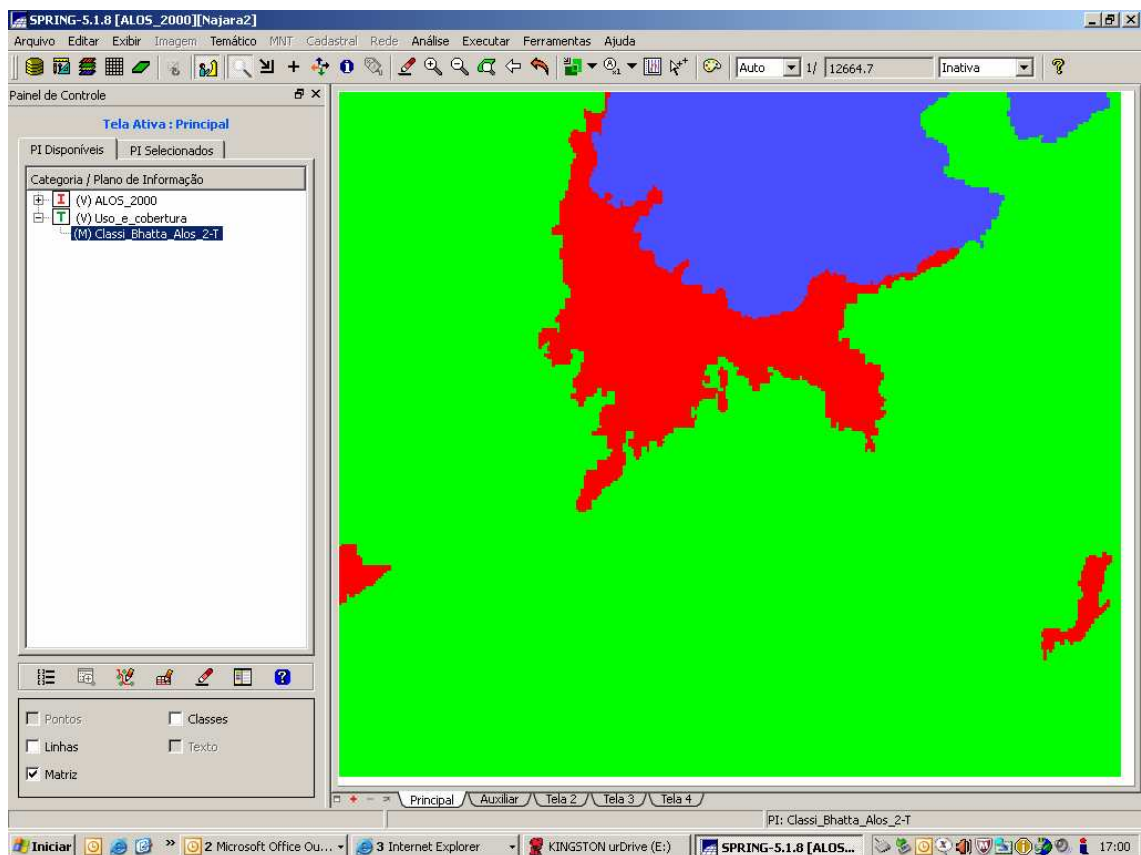 SPRING-5.1.8 [ALOS_2000][Najara2]
Arquivo Editar Exibir Imagem Temático MNT Cadastral Rede Análise Executar Ferramentas Ajuda
Auto 1/ 12664.7 Inativa
Painel de Controle
Tela Ativa : Principal
PI Disponíveis PI Selecionados
Categoria / Plano de Informação
(V) ALOS_2000
(V) Uso_e_cobertura
(M) Classi_Bhatta_Alos_2-T
Pontos Classes
Linhas Texto
Matriz
Principal Auxiliar Tela 2 Tela 3 Tela 4
PI: Classi_Bhatta_Alos_2-T
Iniciar » 2 Microsoft Office Ou... 3 Internet Explorer KINGSTON urDrive (E:) SPRING-5.1.8 [ALOS... 17:00